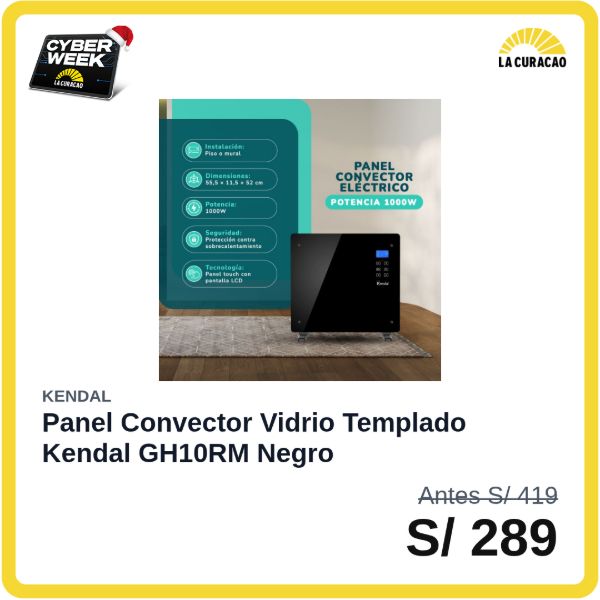 CYBER
WEEK
LA CURACAO
LA CURACAO
Instalación:
Piso o mural
Dimensiones:
55,5 × 11,5 × 52 cm
Potencia:
1000W
Seguridad:
Protección contra
sobrecalentamiento
Tecnología:
Panel touch con
pantalla LCD
PANEL
CONVECTOR
ELÉCTRICO
POTENCIA 1000W
Kendal
KENDAL
Panel Convector Vidrio Templado
Kendal GH10RM Negro
Antes S/ 419
S/ 289